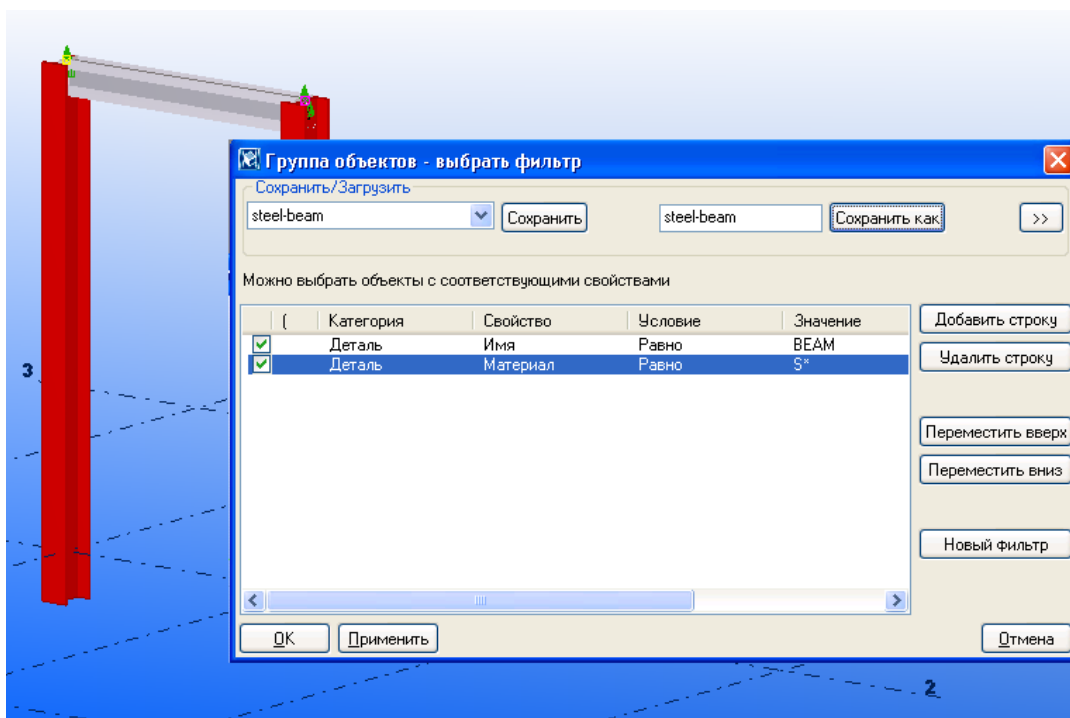 Группа объектов - выбрать фильтр
Сохранить/Загрузить
steel-beam Сохранить steel-beam Сохранить как >>
Можно выбрать объекты с соответствующими свойствами
( Категория Свойство Условие Значение
Деталь Имя Равно BEAM
Деталь Материал Равно S*
Добавить строку
Удалить строку
Переместить вверх
Переместить вниз
Новый фильтр
OK Применить Отмена
3
2